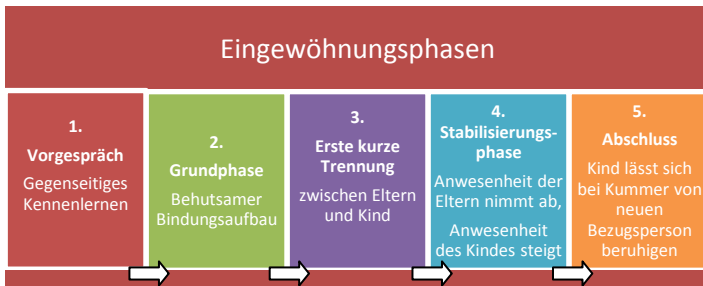 Eingewöhnungsphasen
1.
Vorgespräch
Gegenseitiges
Kennenlernen
2.
Grundphase
Behutsamer
Bindungsaufbau
3.
Erste kurze
Trennung
zwischen Eltern
und Kind
4.
Stabilisierungs-
phase
Anwesenheit der
Eltern nimmt ab,
Anwesenheit
des Kindes steigt
5.
Abschluss
Kind lässt sich
bei Kummer von
neuen
Bezugsperson
beruhigen